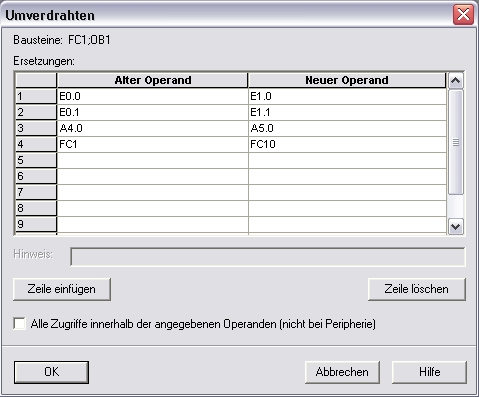 Umverdrahten
Bausteine: FC1;OB1
Ersetzungen:
Alter Operand Neuer Operand
1 E0.0 E1.0
2 E0.1 E1.1
3 A4.0 A5.0
4 FC1 FC10
5
6
7
8
9
Hinweis:
Zeile einfügen Zeile löschen
Alle Zugriffe innerhalb der angegebenen Operanden (nicht bei Peripherie)
OK Abbrechen Hilfe